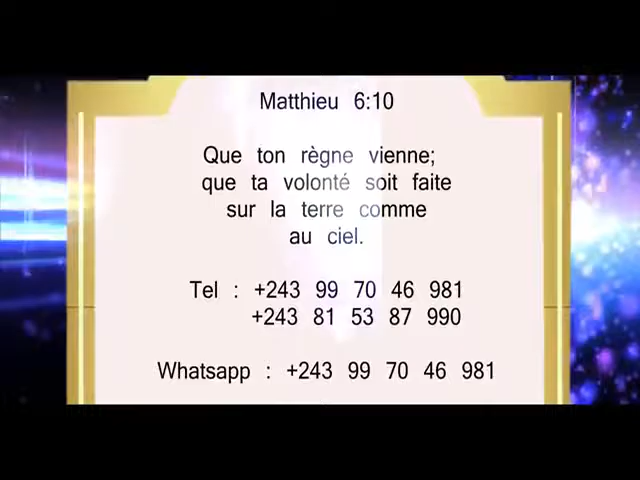 Matthieu 6:10
Que ton règne vienne;
que ta volonté soit faite
sur la terre comme
au ciel.
Tel : +243 99 70 46 981
+243 81 53 87 990
Whatsapp : +243 99 70 46 981